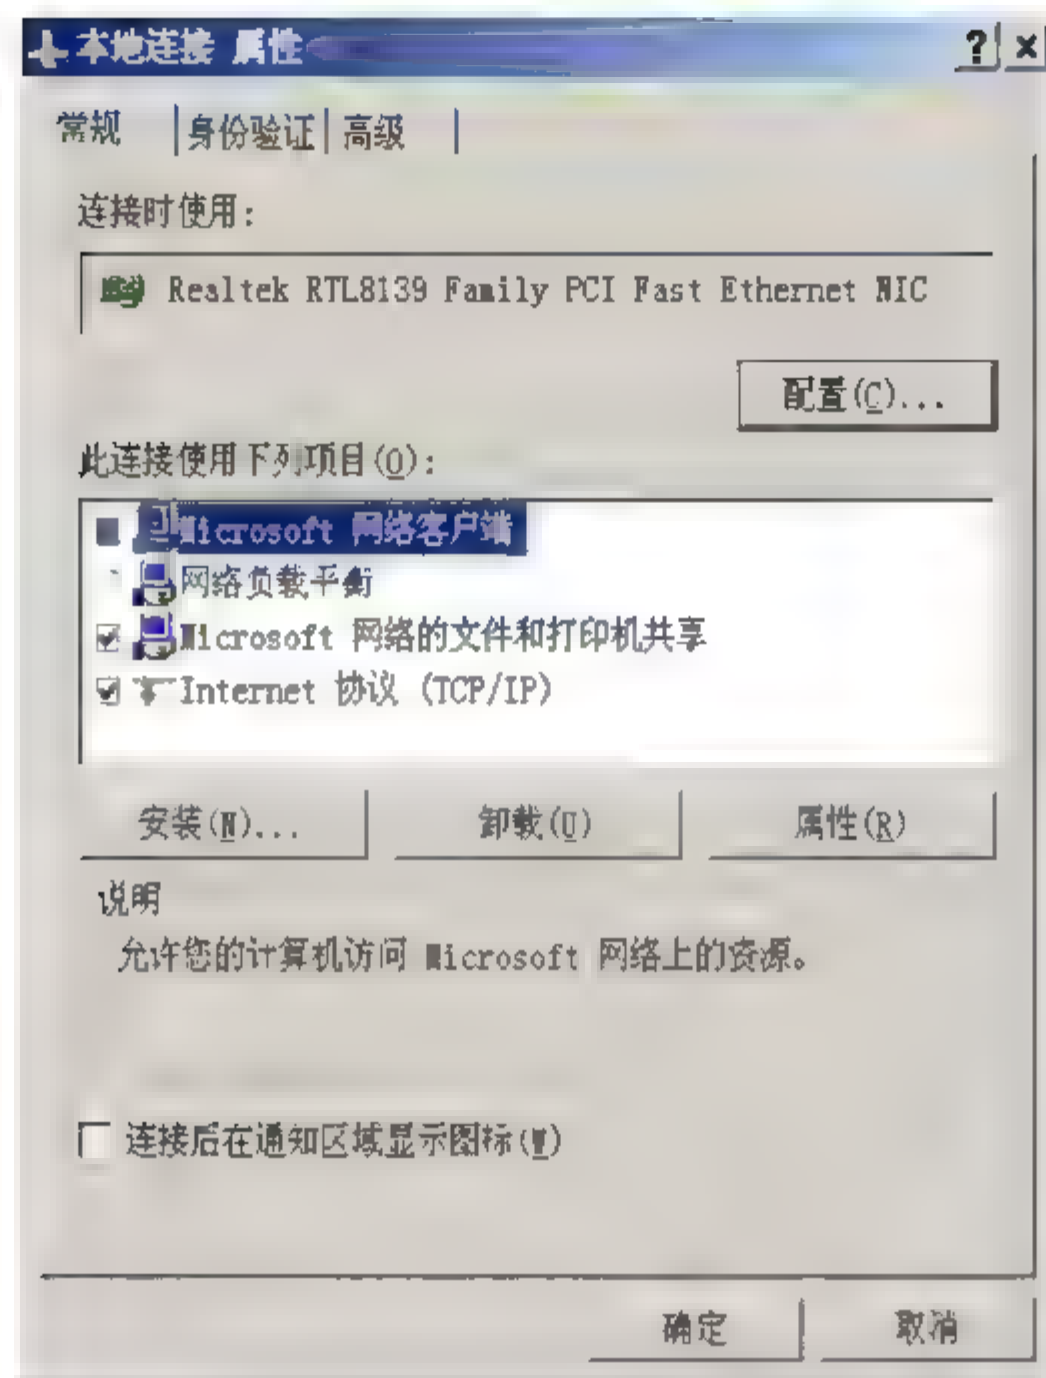 本地连接 属性
常规 身份验证 高级
连接时使用:
Realtek RTL8139 Family PCI Fast Ethernet NIC
配置(C)...
此连接使用下列项目(O):
Microsoft 网络客户端
网络负载平衡
Microsoft 网络的文件和打印机共享
Internet 协议 (TCP/IP)
安装(N)... 卸载(U) 属性(R)
说明
允许您的计算机访问 Microsoft 网络上的资源。
连接后在通知区域显示图标(W)
确定 取消